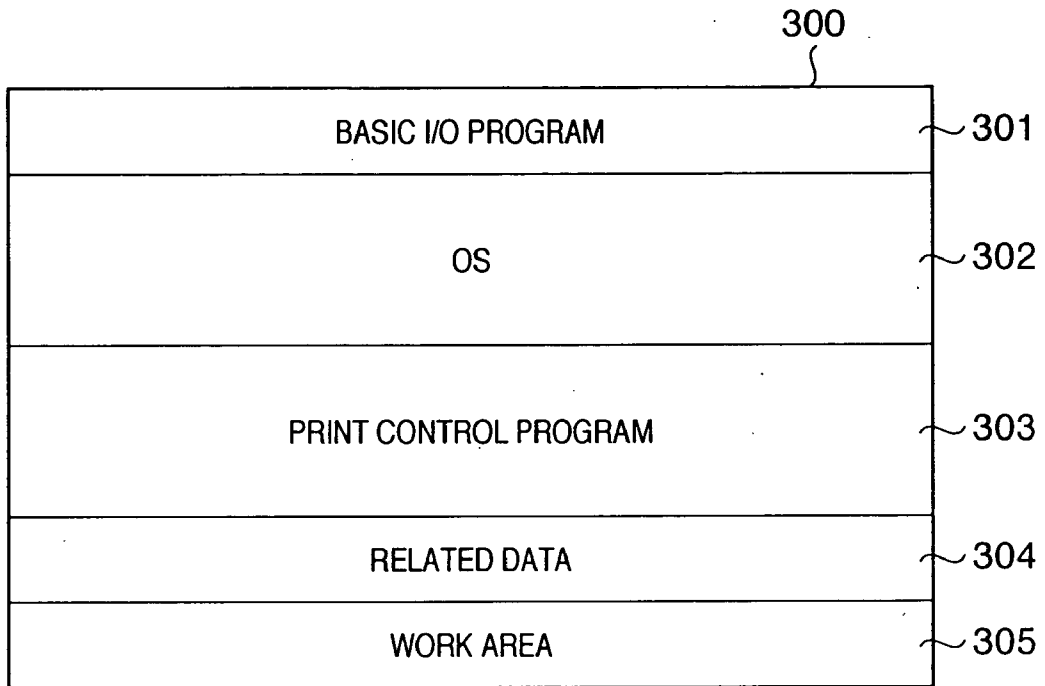 300
BASIC I/O PROGRAM 301
OS 302
PRINT CONTROL PROGRAM 303
RELATED DATA 304
WORK AREA 305